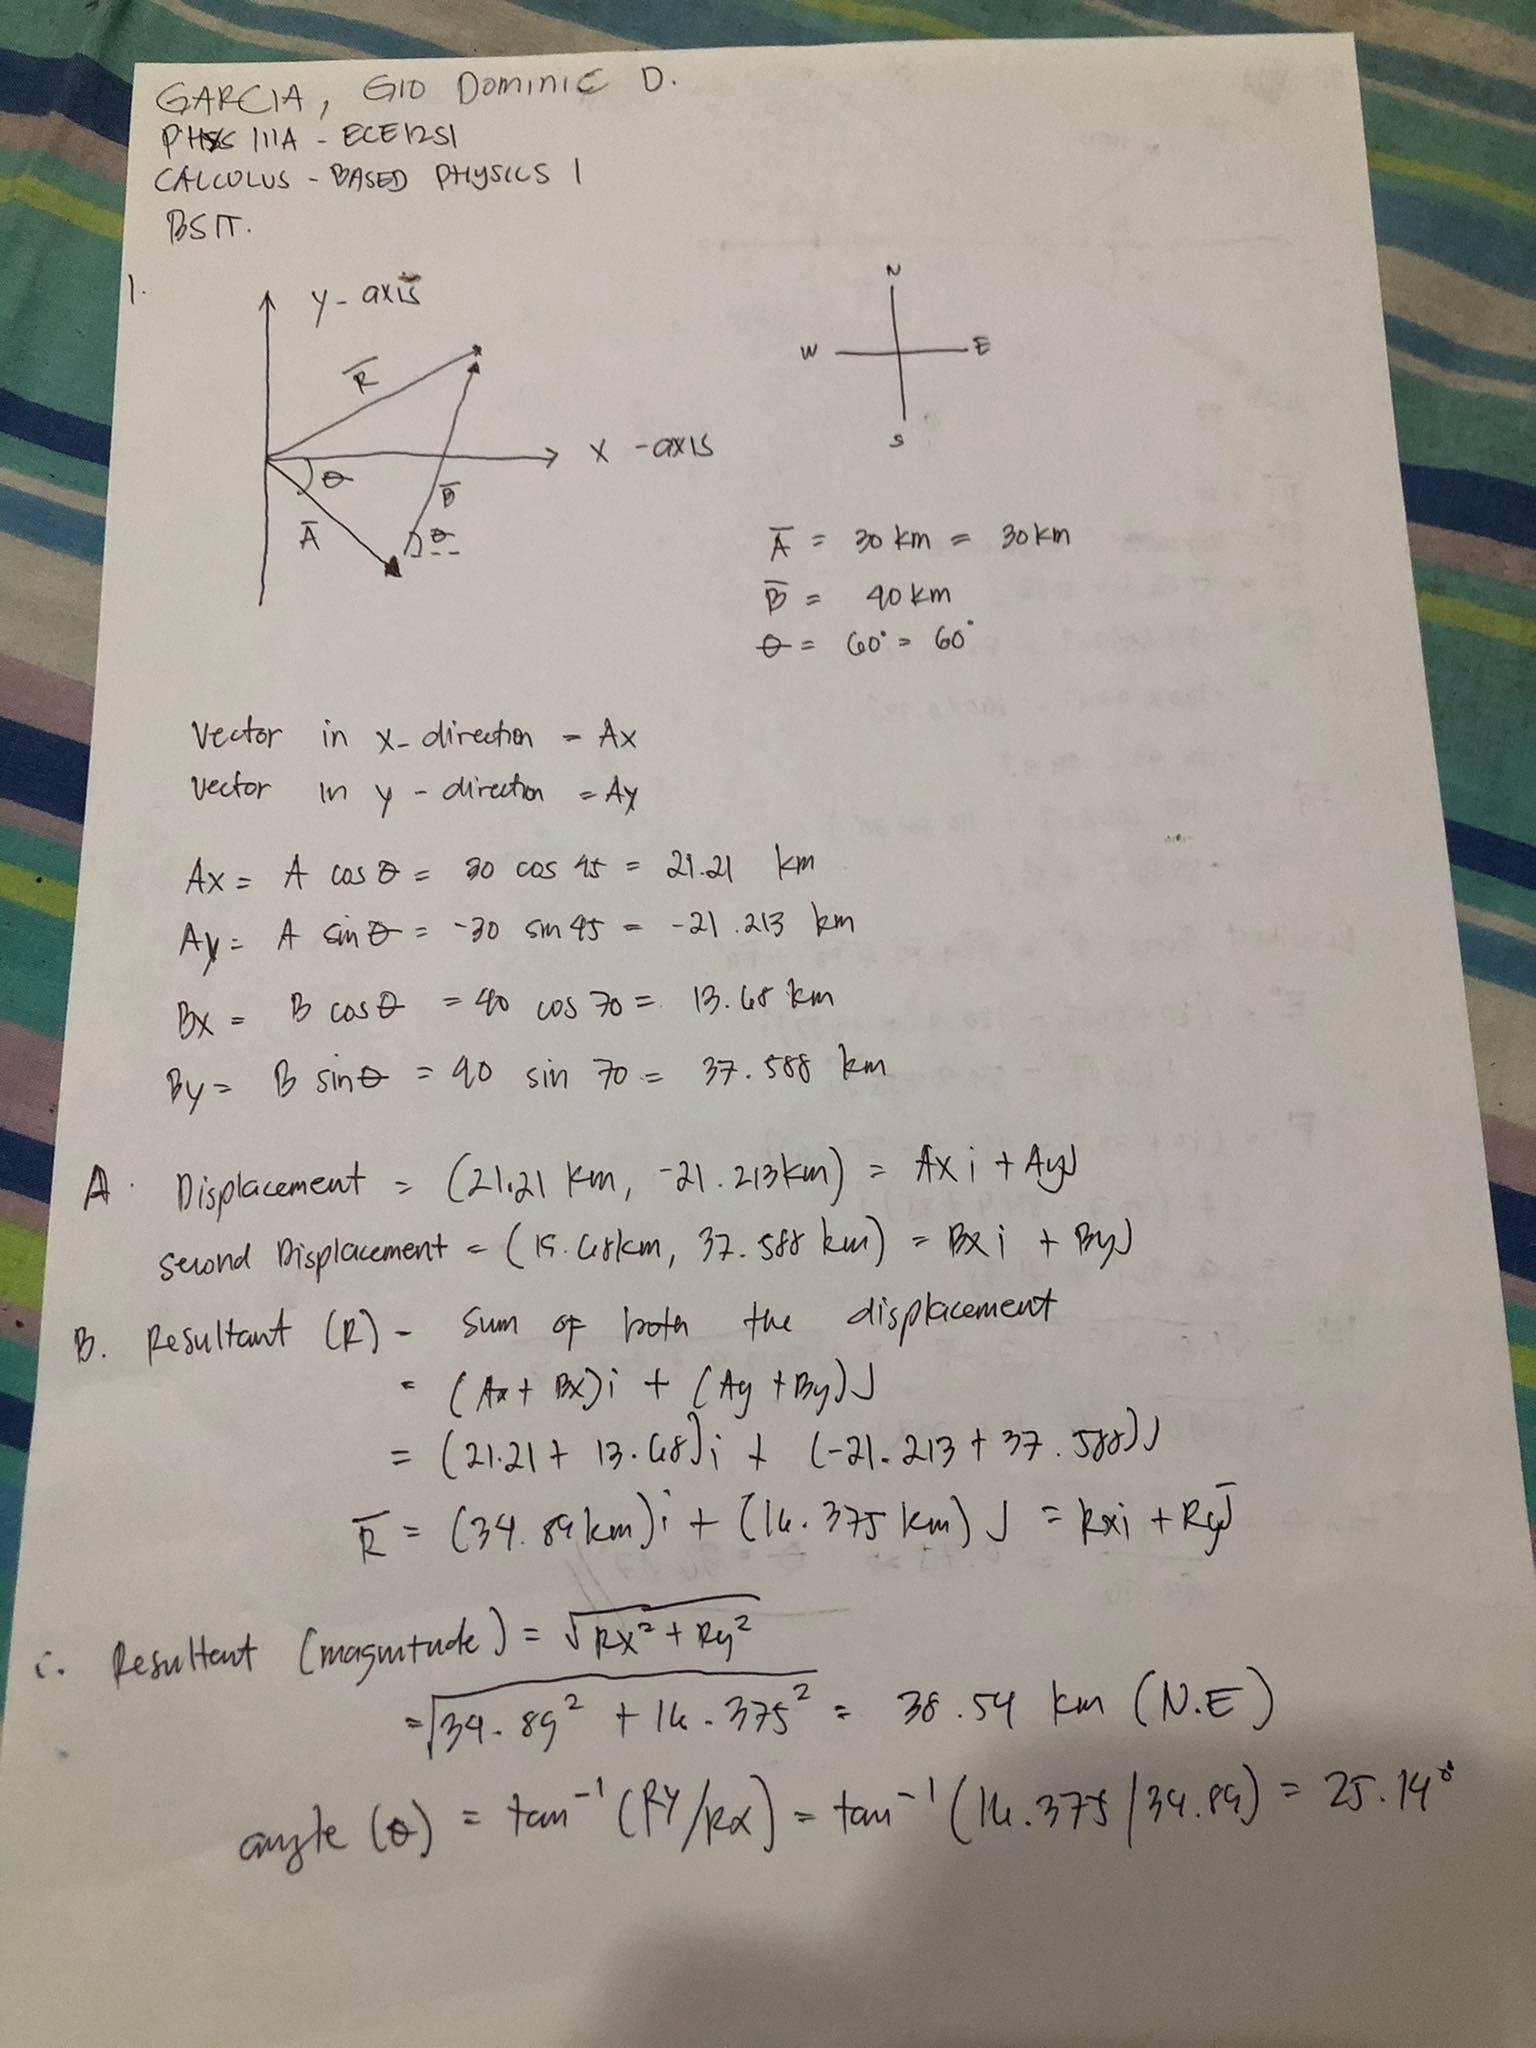 GARCIA, GIO DOMINIC D.
PHYS 111A - ECE12S1
CALCULUS - BASED PHYSICS 1
BSIT.
1.
y - axis
N
W
E
S
R̅
x - axis
θ
A̅
B̅
θ
A̅ = 30 km = 30 km
B̅ = 40 km
θ = 60° = 60°
Vector in x-direction = Ax
Vector in y - direction = Ay
Ax = A cos θ = 30 cos 45 = 21.21 km
Ay = A sin θ = -30 sin 45 = -21.213 km
Bx = B cos θ = 40 cos 70 = 13.68 km
By = B sin θ = 40 sin 70 = 37.588 km
A. Displacement = (21.21 km, -21.213 km) = Ax i + Ay J
second Displacement = (13.68 km, 37.588 km) = Bx i + By J
B. Resultant (R) - sum of both the displacement
= (Ax + Bx) i + (Ay + By) J
= (21.21 + 13.68) i + (-21.213 + 37.588) J
R̅ = (34.89 km) i + (16.375 km) J = Rx i + Ry J̅
c. Resultent (magnitude) = √Rx² + Ry²
= √34.89² + 16.375² = 38.54 km (N.E)
angle (θ) = tan⁻¹ (Ry/Rx) = tan⁻¹ (16.375/34.89) = 25.14°